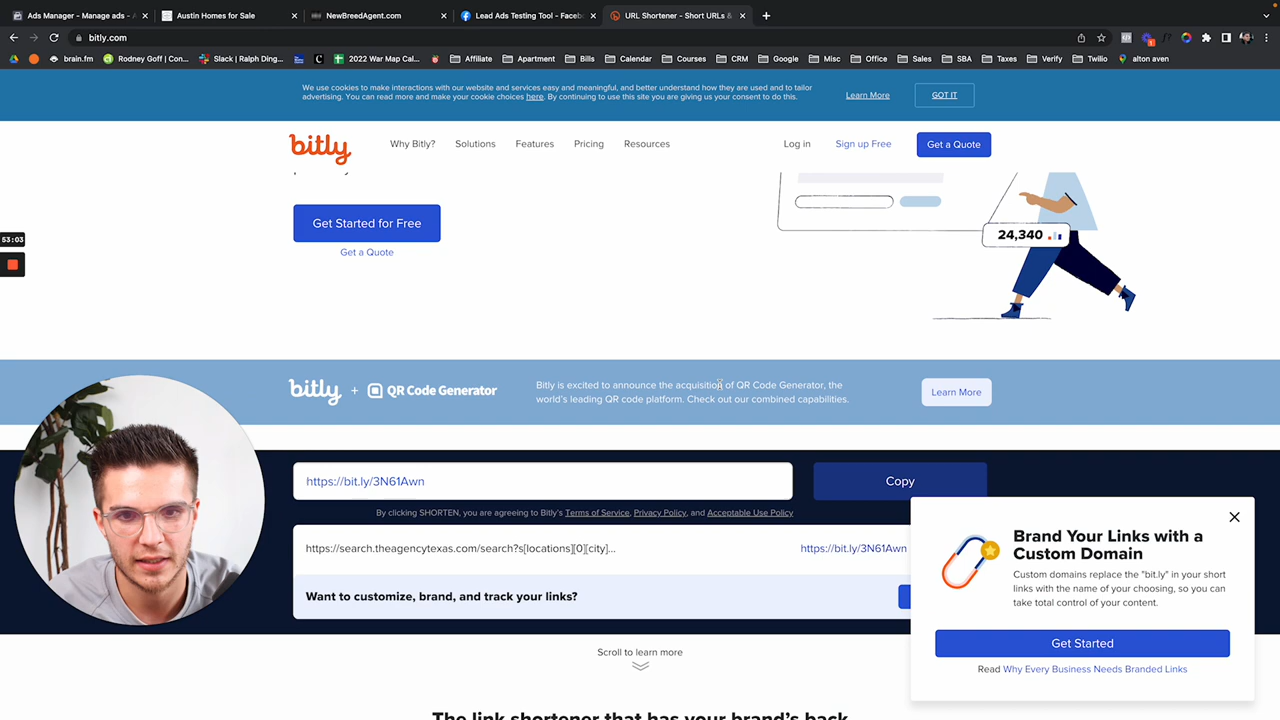 Ads Manager - Manage ads - A
Austin Homes for Sale
NewBreedAgent.com
Lead Ads Testing Tool - Facebo
URL Shortener - Short URLs &
bitly.com
brain.fm
Rodney Goff | Con...
Slack | Ralph Ding...
2022 War Map Cal...
Affiliate
Apartment
Bills
Calendar
Courses
CRM
Google
Misc
Office
Sales
SBA
Taxes
Verify
Twilio
alton aven
We use cookies to make interactions with our website and services easy and meaningful, and better understand how they are used and to tailor
advertising. You can read more and make your cookie choices here. By continuing to use this site you are giving us your consent to do this.
Learn More
GOT IT
bitly
Why Bitly?
Solutions
Features
Pricing
Resources
Log in
Sign up Free
Get a Quote
Get Started for Free
Get a Quote
24,340
53:03
bitly + QR Code Generator
Bitly is excited to announce the acquisition of QR Code Generator, the
world's leading QR code platform. Check out our combined capabilities.
Learn More
https://bit.ly/3N61Awn
Copy
By clicking SHORTEN, you are agreeing to Bitly's Terms of Service, Privacy Policy, and Acceptable Use Policy
https://search.theagencytexas.com/search?s[locations][0][city]...
https://bit.ly/3N61Awn
Want to customize, brand, and track your links?
Brand Your Links with a
Custom Domain
Custom domains replace the "bit.ly" in your short
links with the name of your choosing, so you can
take total control of your content.
Get Started
Read Why Every Business Needs Branded Links
Scroll to learn more
The link shortener that has your brand's back